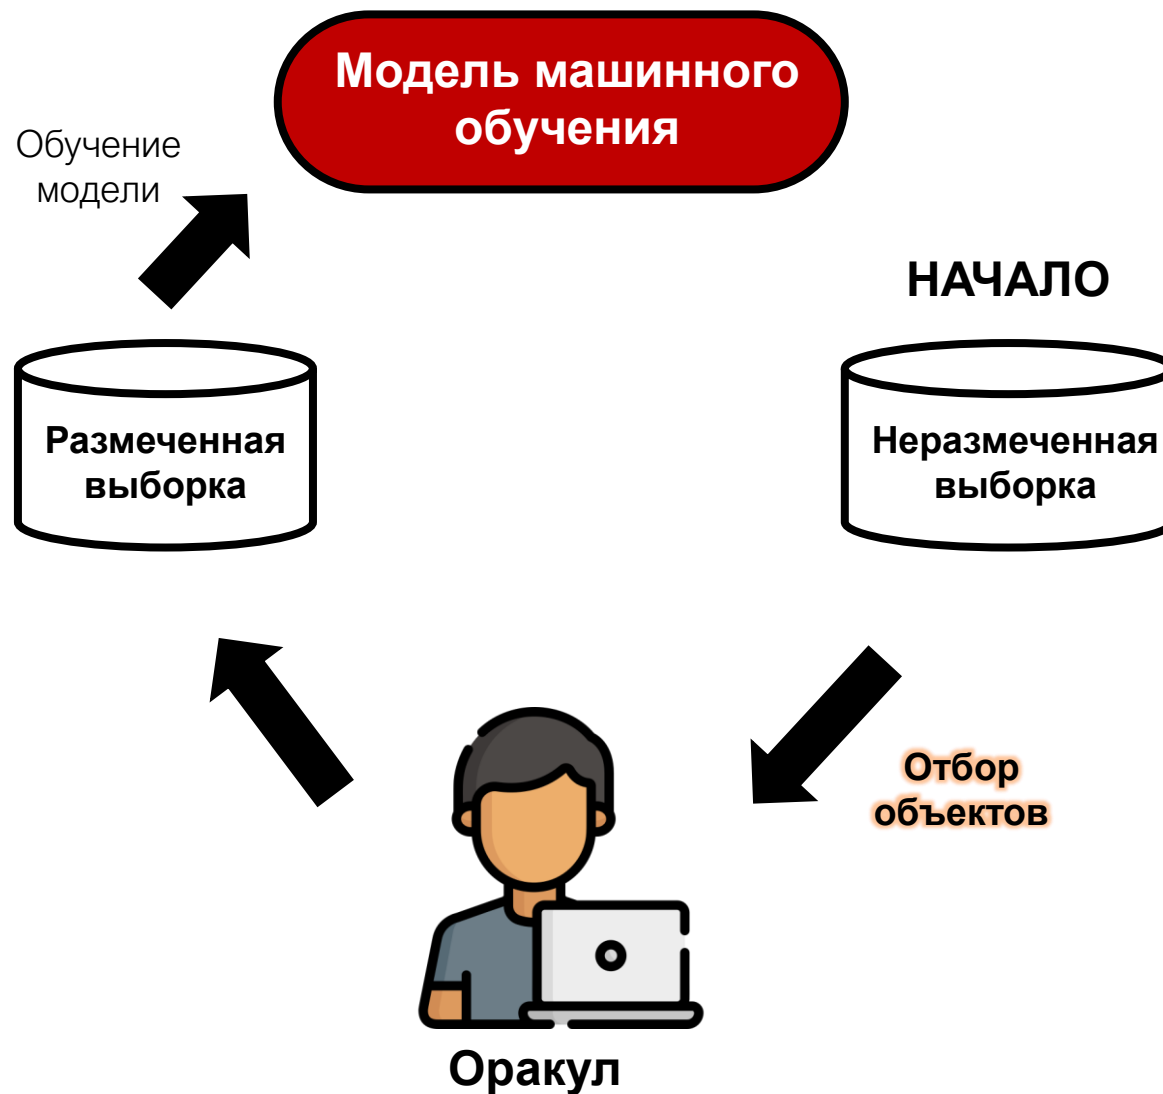 Модель машинного
обучения
Обучение
модели
НАЧАЛО
Размеченная
выборка
Неразмеченная
выборка
Отбор
объектов
Оракул